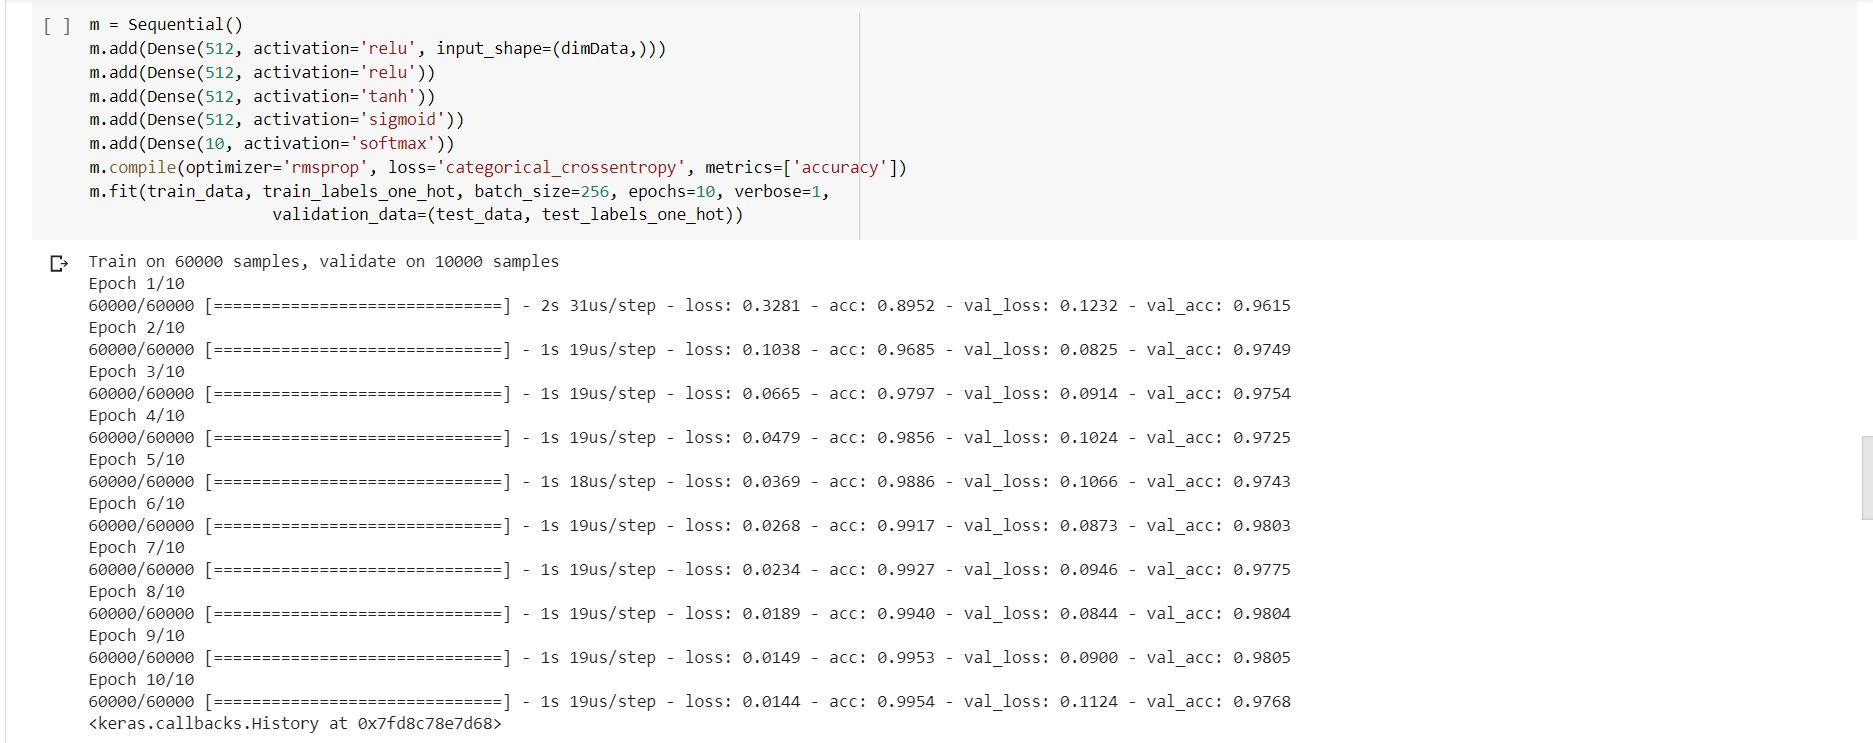 [ ] m = Sequential()
m.add(Dense(512, activation='relu', input_shape=(dimData,)))
m.add(Dense(512, activation='relu'))
m.add(Dense(512, activation='tanh'))
m.add(Dense(512, activation='sigmoid'))
m.add(Dense(10, activation='softmax'))
m.compile(optimizer='rmsprop', loss='categorical_crossentropy', metrics=['accuracy'])
m.fit(train_data, train_labels_one_hot, batch_size=256, epochs=10, verbose=1,
validation_data=(test_data, test_labels_one_hot))
Train on 60000 samples, validate on 10000 samples
Epoch 1/10
60000/60000 [==============================] - 2s 31us/step - loss: 0.3281 - acc: 0.8952 - val_loss: 0.1232 - val_acc: 0.9615
Epoch 2/10
60000/60000 [==============================] - 1s 19us/step - loss: 0.1038 - acc: 0.9685 - val_loss: 0.0825 - val_acc: 0.9749
Epoch 3/10
60000/60000 [==============================] - 1s 19us/step - loss: 0.0665 - acc: 0.9797 - val_loss: 0.0914 - val_acc: 0.9754
Epoch 4/10
60000/60000 [==============================] - 1s 19us/step - loss: 0.0479 - acc: 0.9856 - val_loss: 0.1024 - val_acc: 0.9725
Epoch 5/10
60000/60000 [==============================] - 1s 18us/step - loss: 0.0369 - acc: 0.9886 - val_loss: 0.1066 - val_acc: 0.9743
Epoch 6/10
60000/60000 [==============================] - 1s 19us/step - loss: 0.0268 - acc: 0.9917 - val_loss: 0.0873 - val_acc: 0.9803
Epoch 7/10
60000/60000 [==============================] - 1s 19us/step - loss: 0.0234 - acc: 0.9927 - val_loss: 0.0946 - val_acc: 0.9775
Epoch 8/10
60000/60000 [==============================] - 1s 19us/step - loss: 0.0189 - acc: 0.9940 - val_loss: 0.0844 - val_acc: 0.9804
Epoch 9/10
60000/60000 [==============================] - 1s 19us/step - loss: 0.0149 - acc: 0.9953 - val_loss: 0.0900 - val_acc: 0.9805
Epoch 10/10
60000/60000 [==============================] - 1s 19us/step - loss: 0.0144 - acc: 0.9954 - val_loss: 0.1124 - val_acc: 0.9768
<keras.callbacks.History at 0x7fd8c78e7d68>